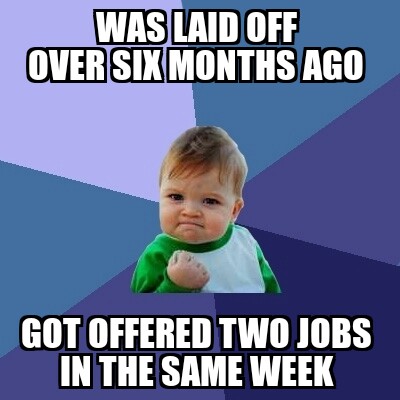 WAS LAID OFF
OVER SIX MONTHS AGO
GOT OFFERED TWO JOBS
IN THE SAME WEEK